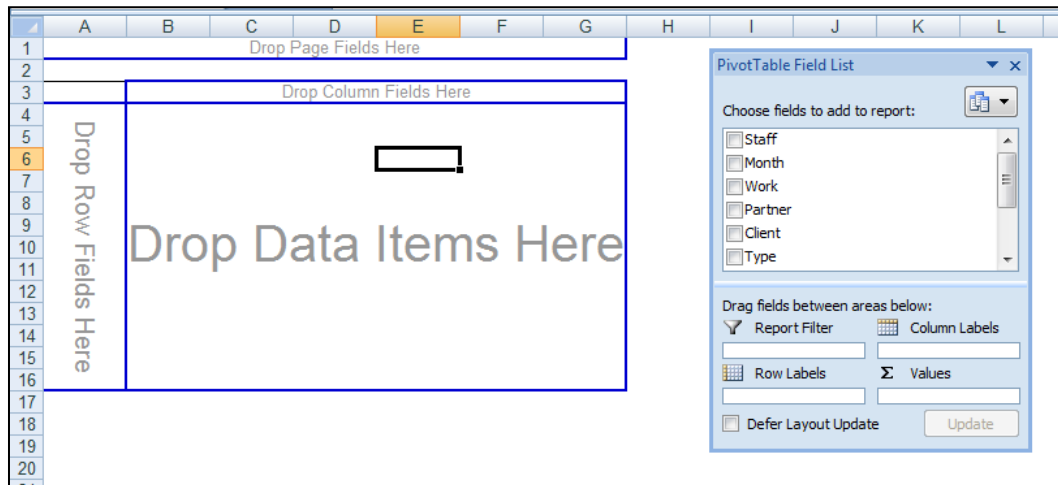 A B C D E F G H I J K L
1 Drop Page Fields Here
2
3 Drop Column Fields Here
4
5
6
7
8
9
10
11
12
13
14
15
16
17
18
19
20
Drop Row Fields Here
Drop Data Items Here
PivotTable Field List
Choose fields to add to report:
Staff
Month
Work
Partner
Client
Type
Drag fields between areas below:
Report Filter Column Labels
Row Labels Σ Values
Defer Layout Update Update